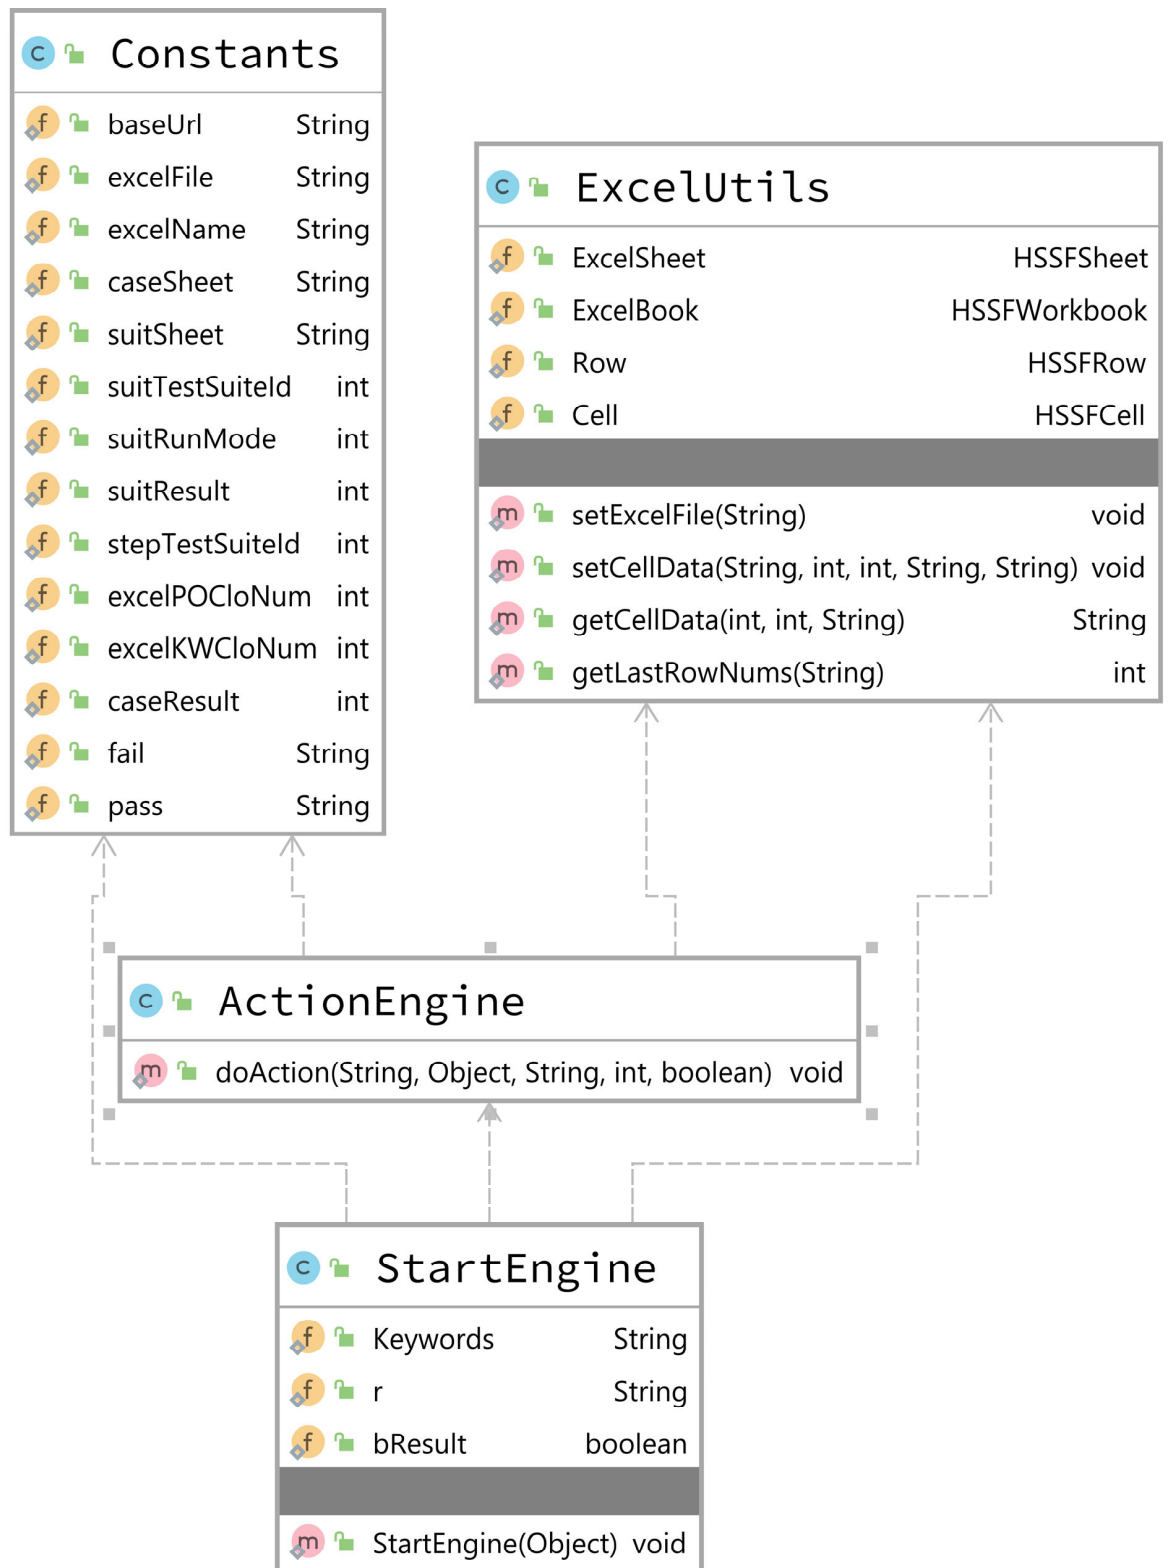 Constants
baseUrl String
excelFile String
excelName String
caseSheet String
suitSheet String
suitTestSuiteId int
suitRunMode int
suitResult int
stepTestSuiteId int
excelPOCloNum int
excelKWCloNum int
caseResult int
fail String
pass String
ExcelUtils
ExcelSheet HSSFSheet
ExcelBook HSSFWorkbook
Row HSSFRow
Cell HSSFCell
setExcelFile(String) void
setCellData(String, int, int, String, String) void
getCellData(int, int, String) String
getLastRowNums(String) int
ActionEngine
doAction(String, Object, String, int, boolean) void
StartEngine
Keywords String
r String
bResult boolean
StartEngine(Object) void